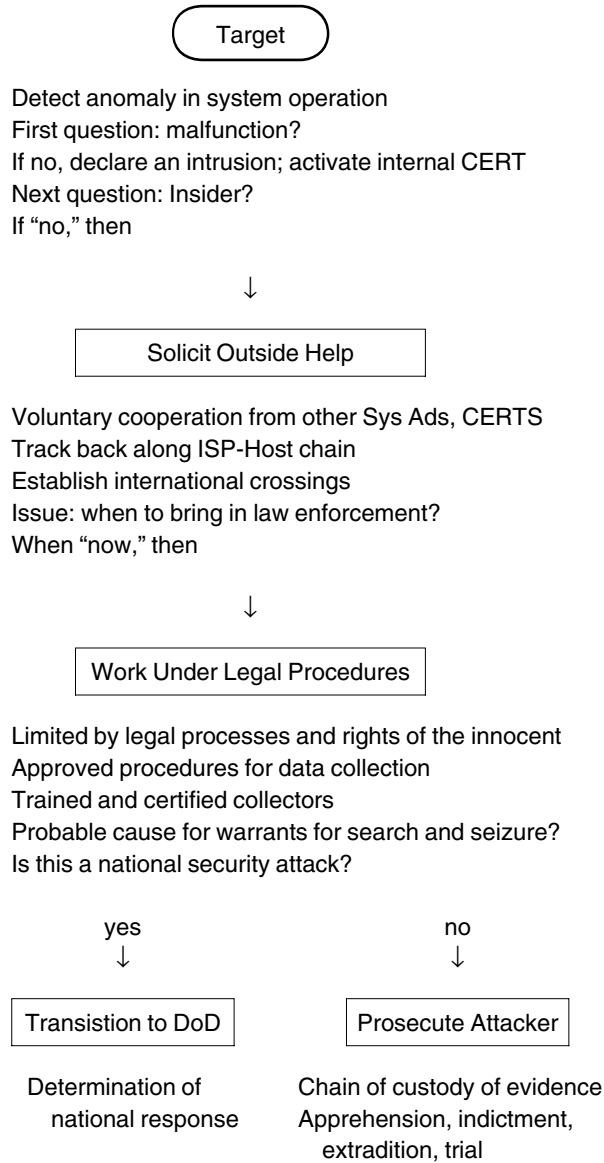 Target
Detect anomaly in system operation
First question: malfunction?
If no, declare an intrusion; activate internal CERT
Next question: Insider?
If “no,” then
↓
Solicit Outside Help
Voluntary cooperation from other Sys Ads, CERTS
Track back along ISP-Host chain
Establish international crossings
Issue: when to bring in law enforcement?
When “now,” then
↓
Work Under Legal Procedures
Limited by legal processes and rights of the innocent
Approved procedures for data collection
Trained and certified collectors
Probable cause for warrants for search and seizure?
Is this a national security attack?
yes
↓
Transistion to DoD
Determination of
national response
no
↓
Prosecute Attacker
Chain of custody of evidence
Apprehension, indictment,
extradition, trial